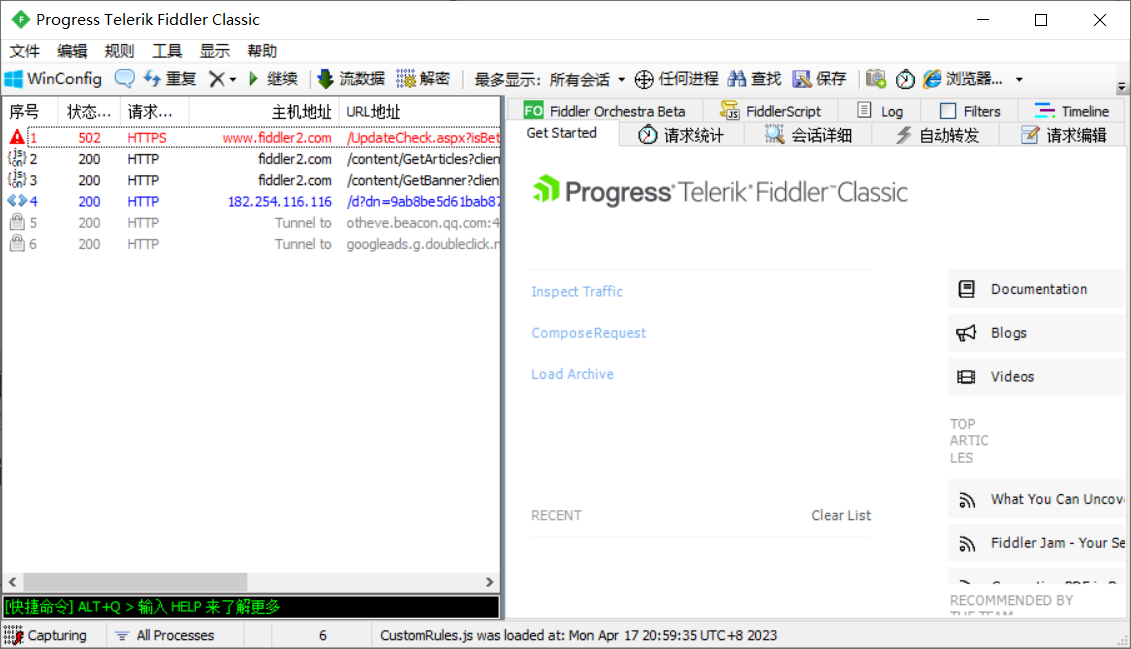 Progress Telerik Fiddler Classic
文件 编辑 规则 工具 显示 帮助
WinConfig 重复 继续 流数据 解密 最多显示: 所有会话 任何进程 查找 保存 浏览器...
序号 状态... 请求... 主机地址 URL地址
1 502 HTTPS www.fiddler2.com /UpdateCheck.aspx?isBet
2 200 HTTP fiddler2.com /content/GetArticles?clien
3 200 HTTP fiddler2.com /content/GetBanner?clien
4 200 HTTP 182.254.116.116 /d?dn=9ab8be5d61bab87
5 200 HTTP Tunnel to otheve.beacon.qq.com:4
6 200 HTTP Tunnel to googleads.g.doubleclick.n
[快捷命令] ALT+Q > 输入 HELP 来了解更多
FO Fiddler Orchestra Beta FiddlerScript Log Filters Timeline
Get Started 请求统计 会话详细 自动转发 请求编辑
Progress Telerik Fiddler Classic
Inspect Traffic
Compose Request
Load Archive
RECENT Clear List
Documentation
Blogs
Videos
TOP
ARTIC
LES
What You Can Uncov
Fiddler Jam - Your Se
RECOMMENDED BY
THE TEAM
Capturing All Processes 6 CustomRules.js was loaded at: Mon Apr 17 20:59:35 UTC+8 2023